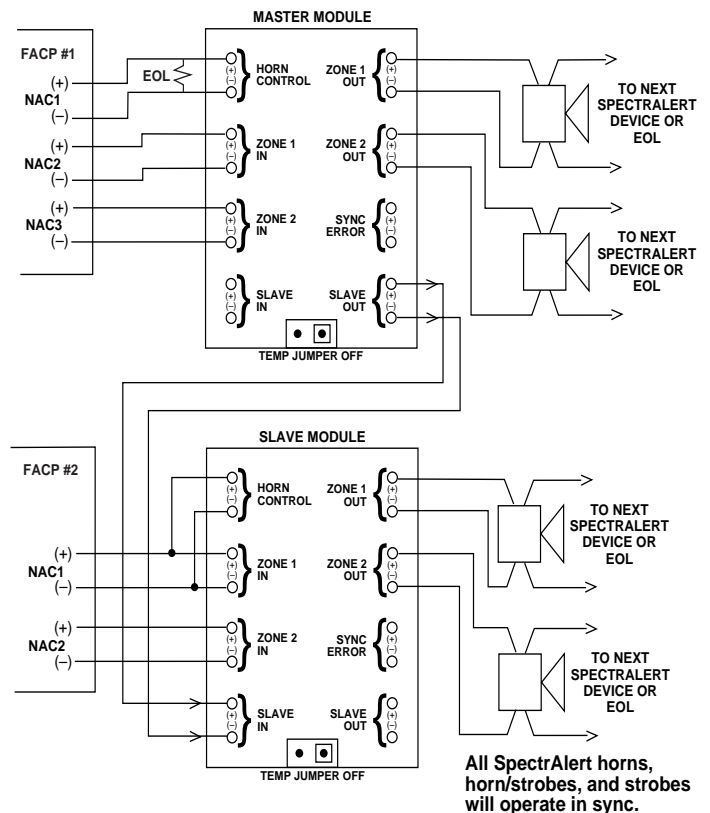 MASTER MODULE
FACP #1
(+)
NAC1
(–)
(+)
NAC2
(–)
(+)
NAC3
(–)
EOL
(+)
(–)
HORN
CONTROL
(+)
(–)
ZONE 1
IN
(+)
(–)
ZONE 2
IN
(+)
(–)
SLAVE
IN
ZONE 1
OUT
(+)
(–)
ZONE 2
OUT
(+)
(–)
SYNC
ERROR
(+)
(–)
SLAVE
OUT
(+)
(–)
TEMP JUMPER OFF
TO NEXT
SPECTRALERT
DEVICE OR
EOL
TO NEXT
SPECTRALERT
DEVICE OR
EOL
SLAVE MODULE
FACP #2
(+)
NAC1
(–)
(+)
NAC2
(–)
(+)
(–)
HORN
CONTROL
(+)
(–)
ZONE 1
IN
(+)
(–)
ZONE 2
IN
(+)
(–)
SLAVE
IN
ZONE 1
OUT
(+)
(–)
ZONE 2
OUT
(+)
(–)
SYNC
ERROR
(+)
(–)
SLAVE
OUT
(+)
(–)
TEMP JUMPER OFF
TO NEXT
SPECTRALERT
DEVICE OR
EOL
TO NEXT
SPECTRALERT
DEVICE OR
EOL
All SpectrAlert horns,
horn/strobes, and strobes
will operate in sync.